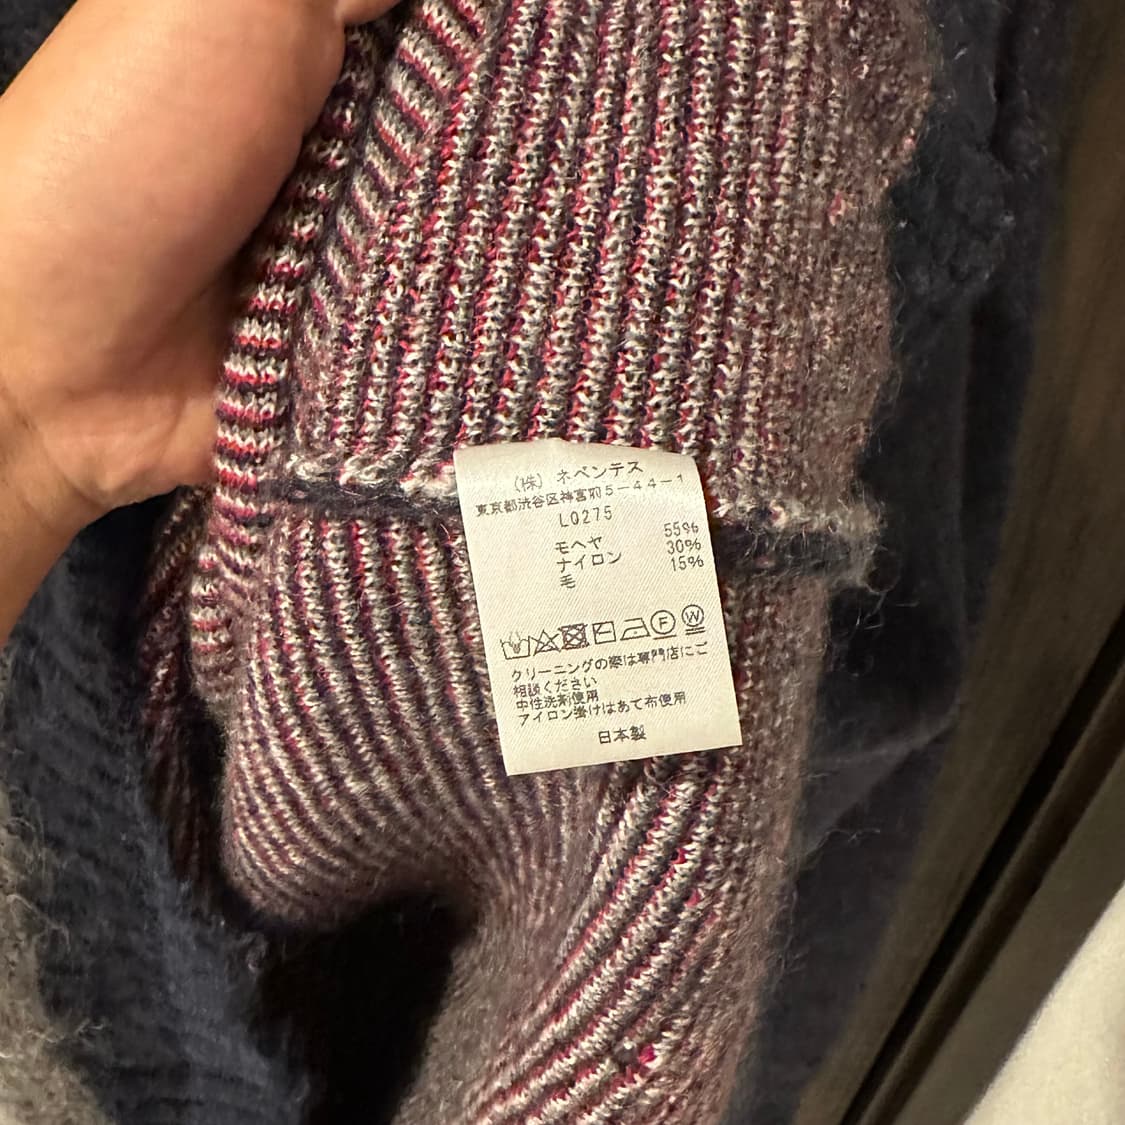 (株)ネペンテス
東京都渋谷区神宮前5-44-1
LQ275
モヘヤ 55%
ナイロン 30%
毛 15%
F W
クリーニングの際は専門店にご
相談ください
中性洗剤使用
アイロン掛けはあて布使用
日本製